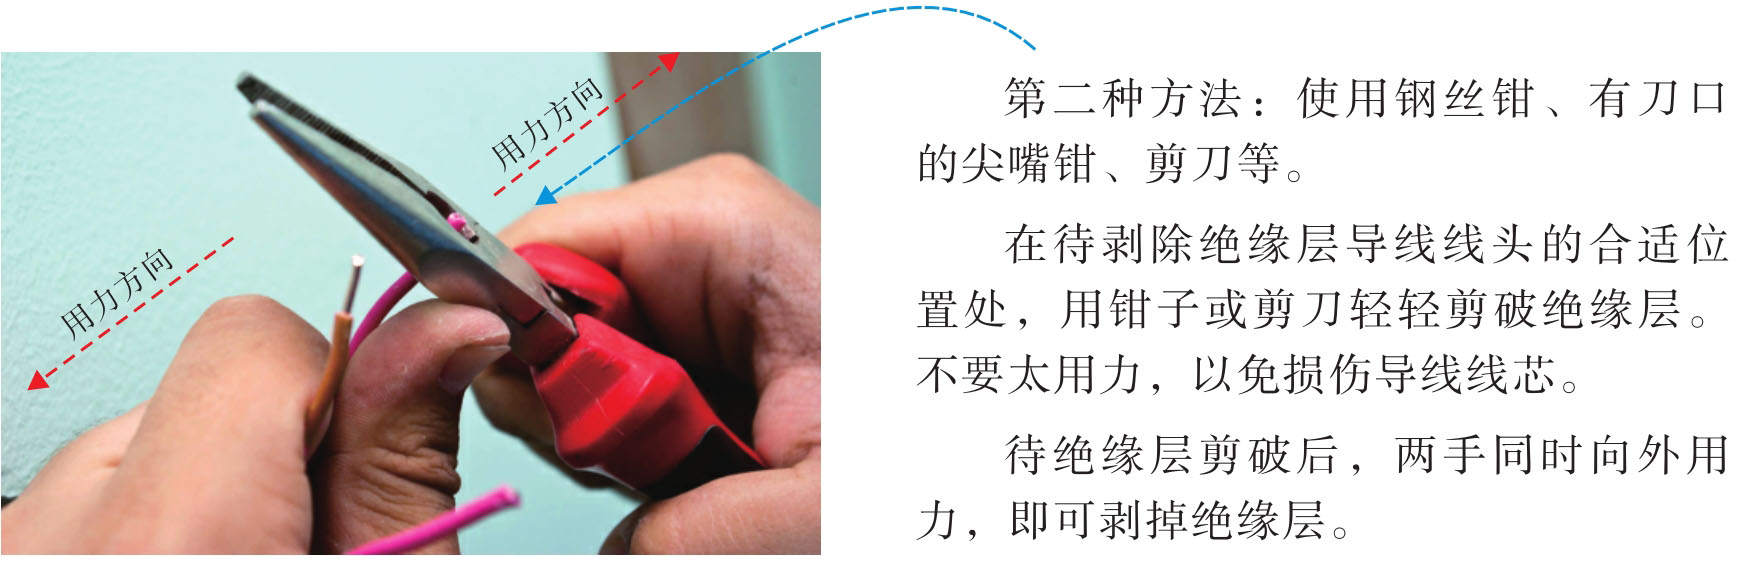 用力方向
用力方向
第二种方法：使用钢丝钳、有刀口
的尖嘴钳、剪刀等。
在待剥除绝缘层导线线头的合适位
置处，用钳子或剪刀轻轻剪破绝缘层。
不要太用力，以免损伤导线线芯。
待绝缘层剪破后，两手同时向外用
力，即可剥掉绝缘层。